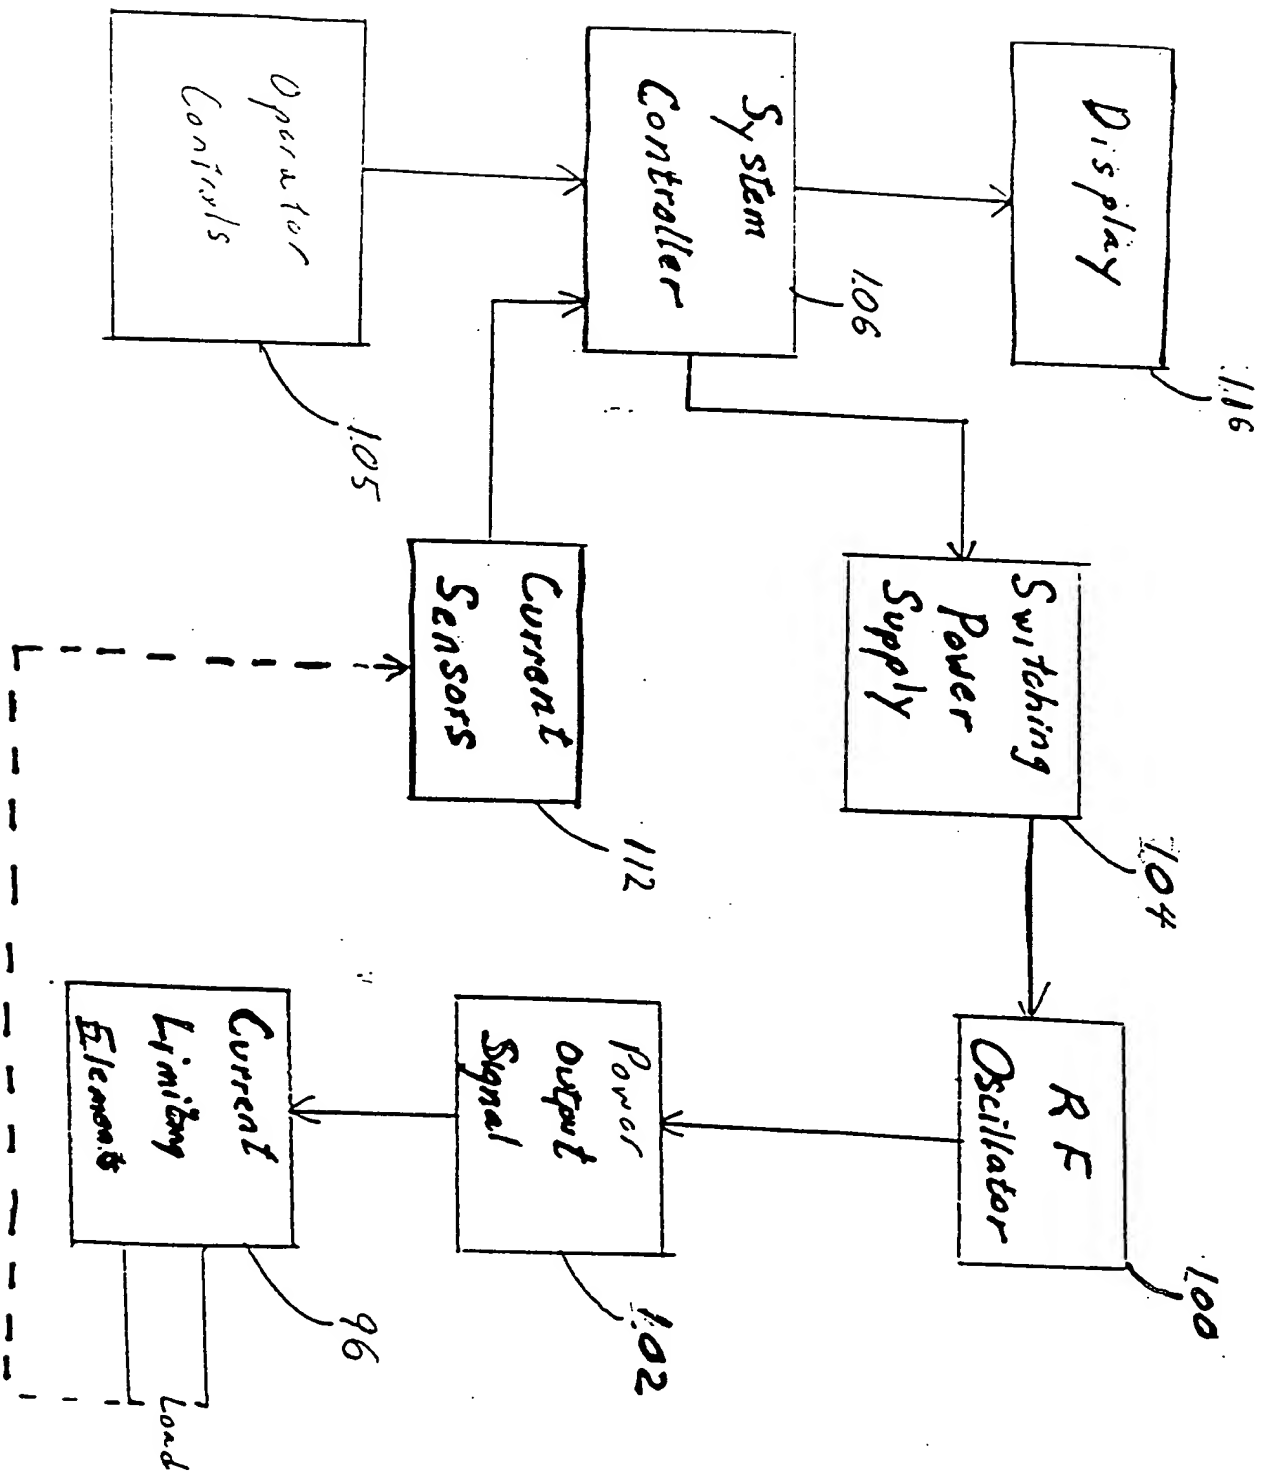 Display
116
System
Controller
106
Operator
Controls
105
Switching
Power
Supply
104
Current
Sensors
112
RF
Oscillator
100
Power
Output
Signal
102
Current
Limiting
Elements
96
Load